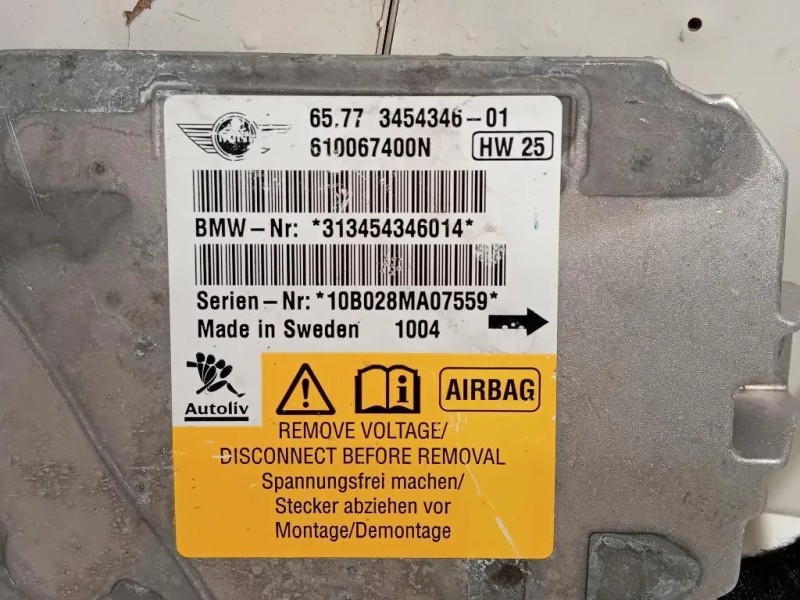 65.77 3454346-01
MINI
610067400N HW 25
BMW-Nr: *313454346014*
Serien-Nr: *10B028MA07559*
Made in Sweden 1004
Autoliv
AIRBAG
REMOVE VOLTAGE/
DISCONNECT BEFORE REMOVAL
Spannungsfrei machen/
Stecker abziehen vor
Montage/Demontage